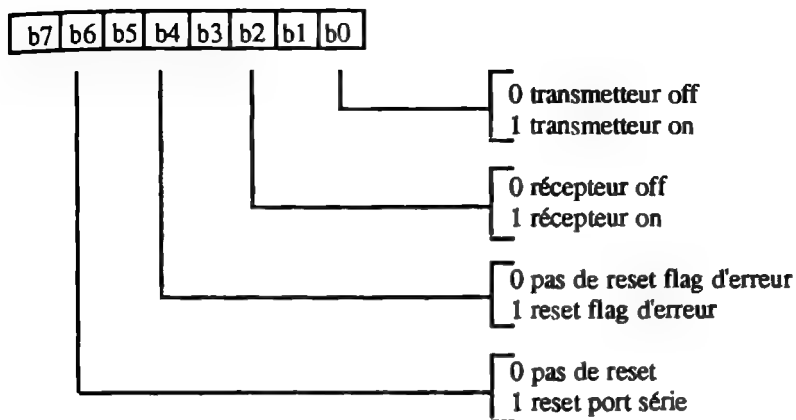 b7 b6 b5 b4 b3 b2 b1 b0
0 transmetteur off
1 transmetteur on
0 récepteur off
1 récepteur on
0 pas de reset flag d'erreur
1 reset flag d'erreur
0 pas de reset
1 reset port série